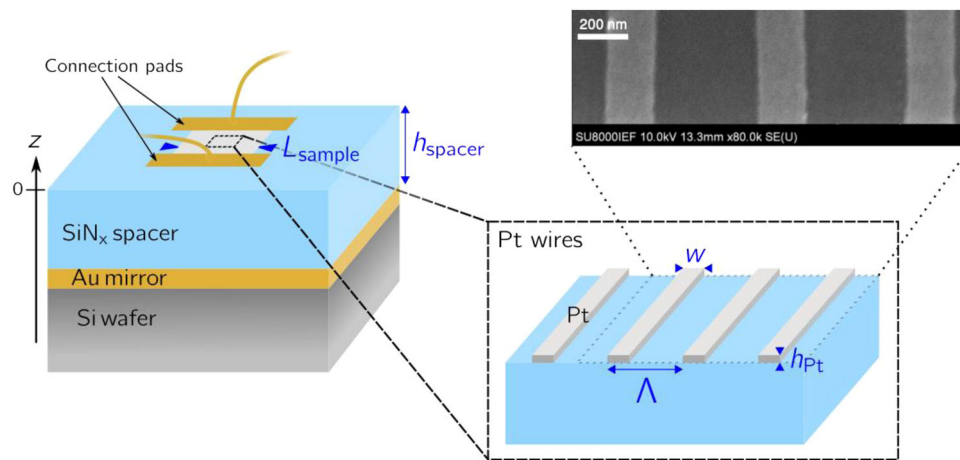 Connection pads
z
0
L_sample
h_spacer
SiNₓ spacer
Au mirror
Si wafer
200 nm
SU8000IEF 10.0kV 13.3mm x80.0k SE(U)
Pt wires
w
Pt
h_Pt
Λ